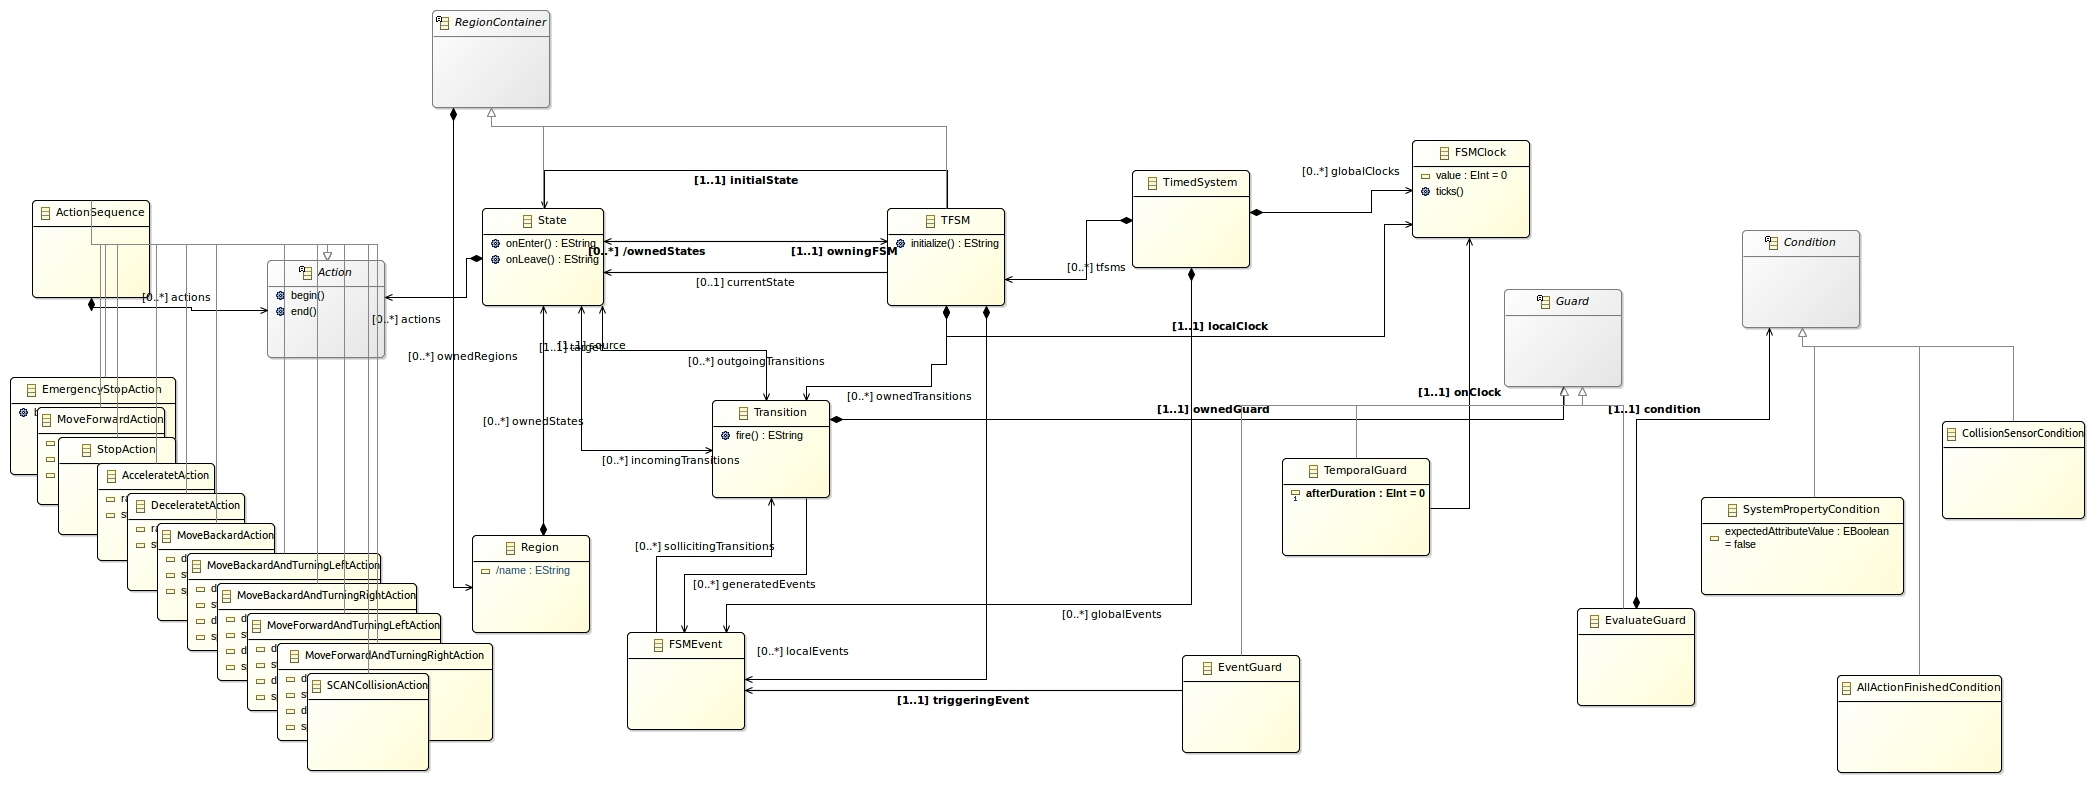 RegionContainer
FSMClock
value : EInt = 0
ticks()
[0..*] globalClocks
TimedSystem
[1..1] initialState
ActionSequence
State
onEnter() : EString
onLeave() : EString
[0..*] /ownedStates
[1..1] owningFSM
TFSM
initialize() : EString
[0..1] currentState
[0..*] tfsms
Condition
Action
begin()
end()
[0..*] actions
[0..*] actions
Guard
[1..1] localClock
[1..1] target
[1..1] source
[0..*] ownedRegions
[0..*] outgoingTransitions
[0..*] ownedTransitions
[1..1] onClock
[1..1] ownedGuard
[1..1] condition
Transition
fire() : EString
[0..*] ownedStates
[0..*] incomingTransitions
EmergencyStopAction
MoveForwardAction
StopAction
AcceleratetAction
DeceleratetAction
MoveBackardAction
MoveBackardAndTurningLeftAction
MoveBackardAndTurningRightAction
MoveForwardAndTurningLeftAction
MoveForwardAndTurningRightAction
SCANCollisionAction
CollisionSensorCondition
TemporalGuard
afterDuration : EInt = 0
SystemPropertyCondition
expectedAttributeValue : EBoolean
= false
Region
/name : EString
[0..*] sollicitingTransitions
[0..*] generatedEvents
[0..*] globalEvents
FSMEvent
[0..*] localEvents
[1..1] triggeringEvent
EventGuard
EvaluateGuard
AllActionFinishedCondition